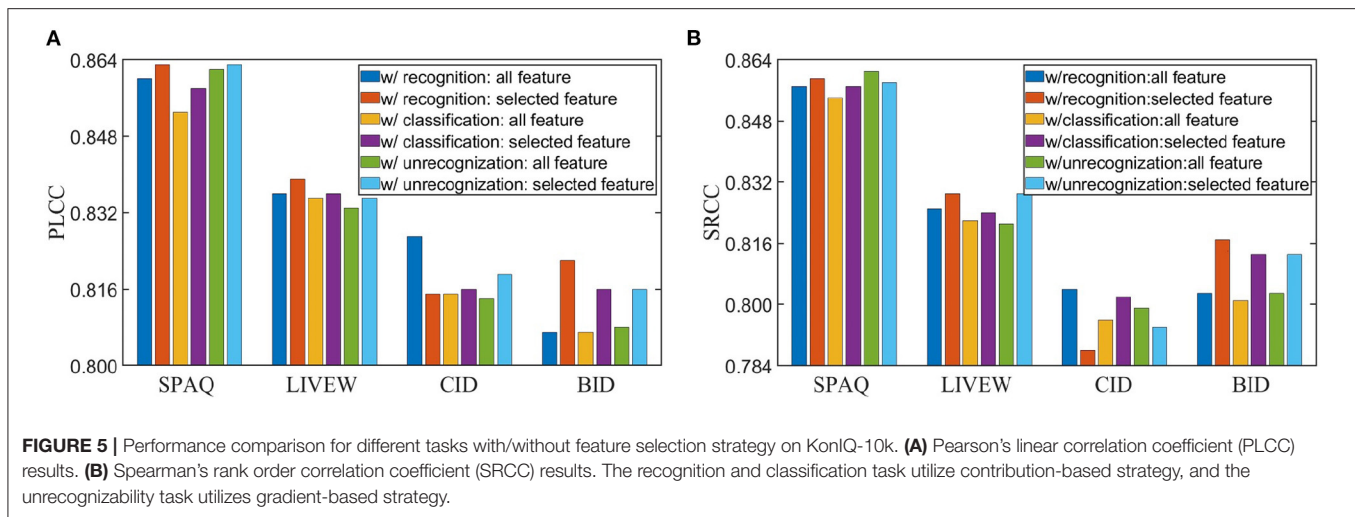 A
0.864
0.848
0.832
0.816
0.800
PLCC
w/ recognition: all feature
w/ recognition: selected feature
w/ classification: all feature
w/ classification: selected feature
w/ unrecognization: all feature
w/ unrecognization: selected feature
SPAQ LIVEW CID BID
B
0.864
0.848
0.832
0.816
0.800
0.784
SRCC
w/recognition:all feature
w/recognition:selected feature
w/classification:all feature
w/classification:selected feature
w/unrecognization:all feature
w/unrecognization:selected feature
SPAQ LIVEW CID BID
FIGURE 5 | Performance comparison for different tasks with/without feature selection strategy on KonIQ-10k. (A) Pearson's linear correlation coefficient (PLCC)
results. (B) Spearman's rank order correlation coefficient (SRCC) results. The recognition and classification task utilize contribution-based strategy, and the
unrecognizability task utilizes gradient-based strategy.